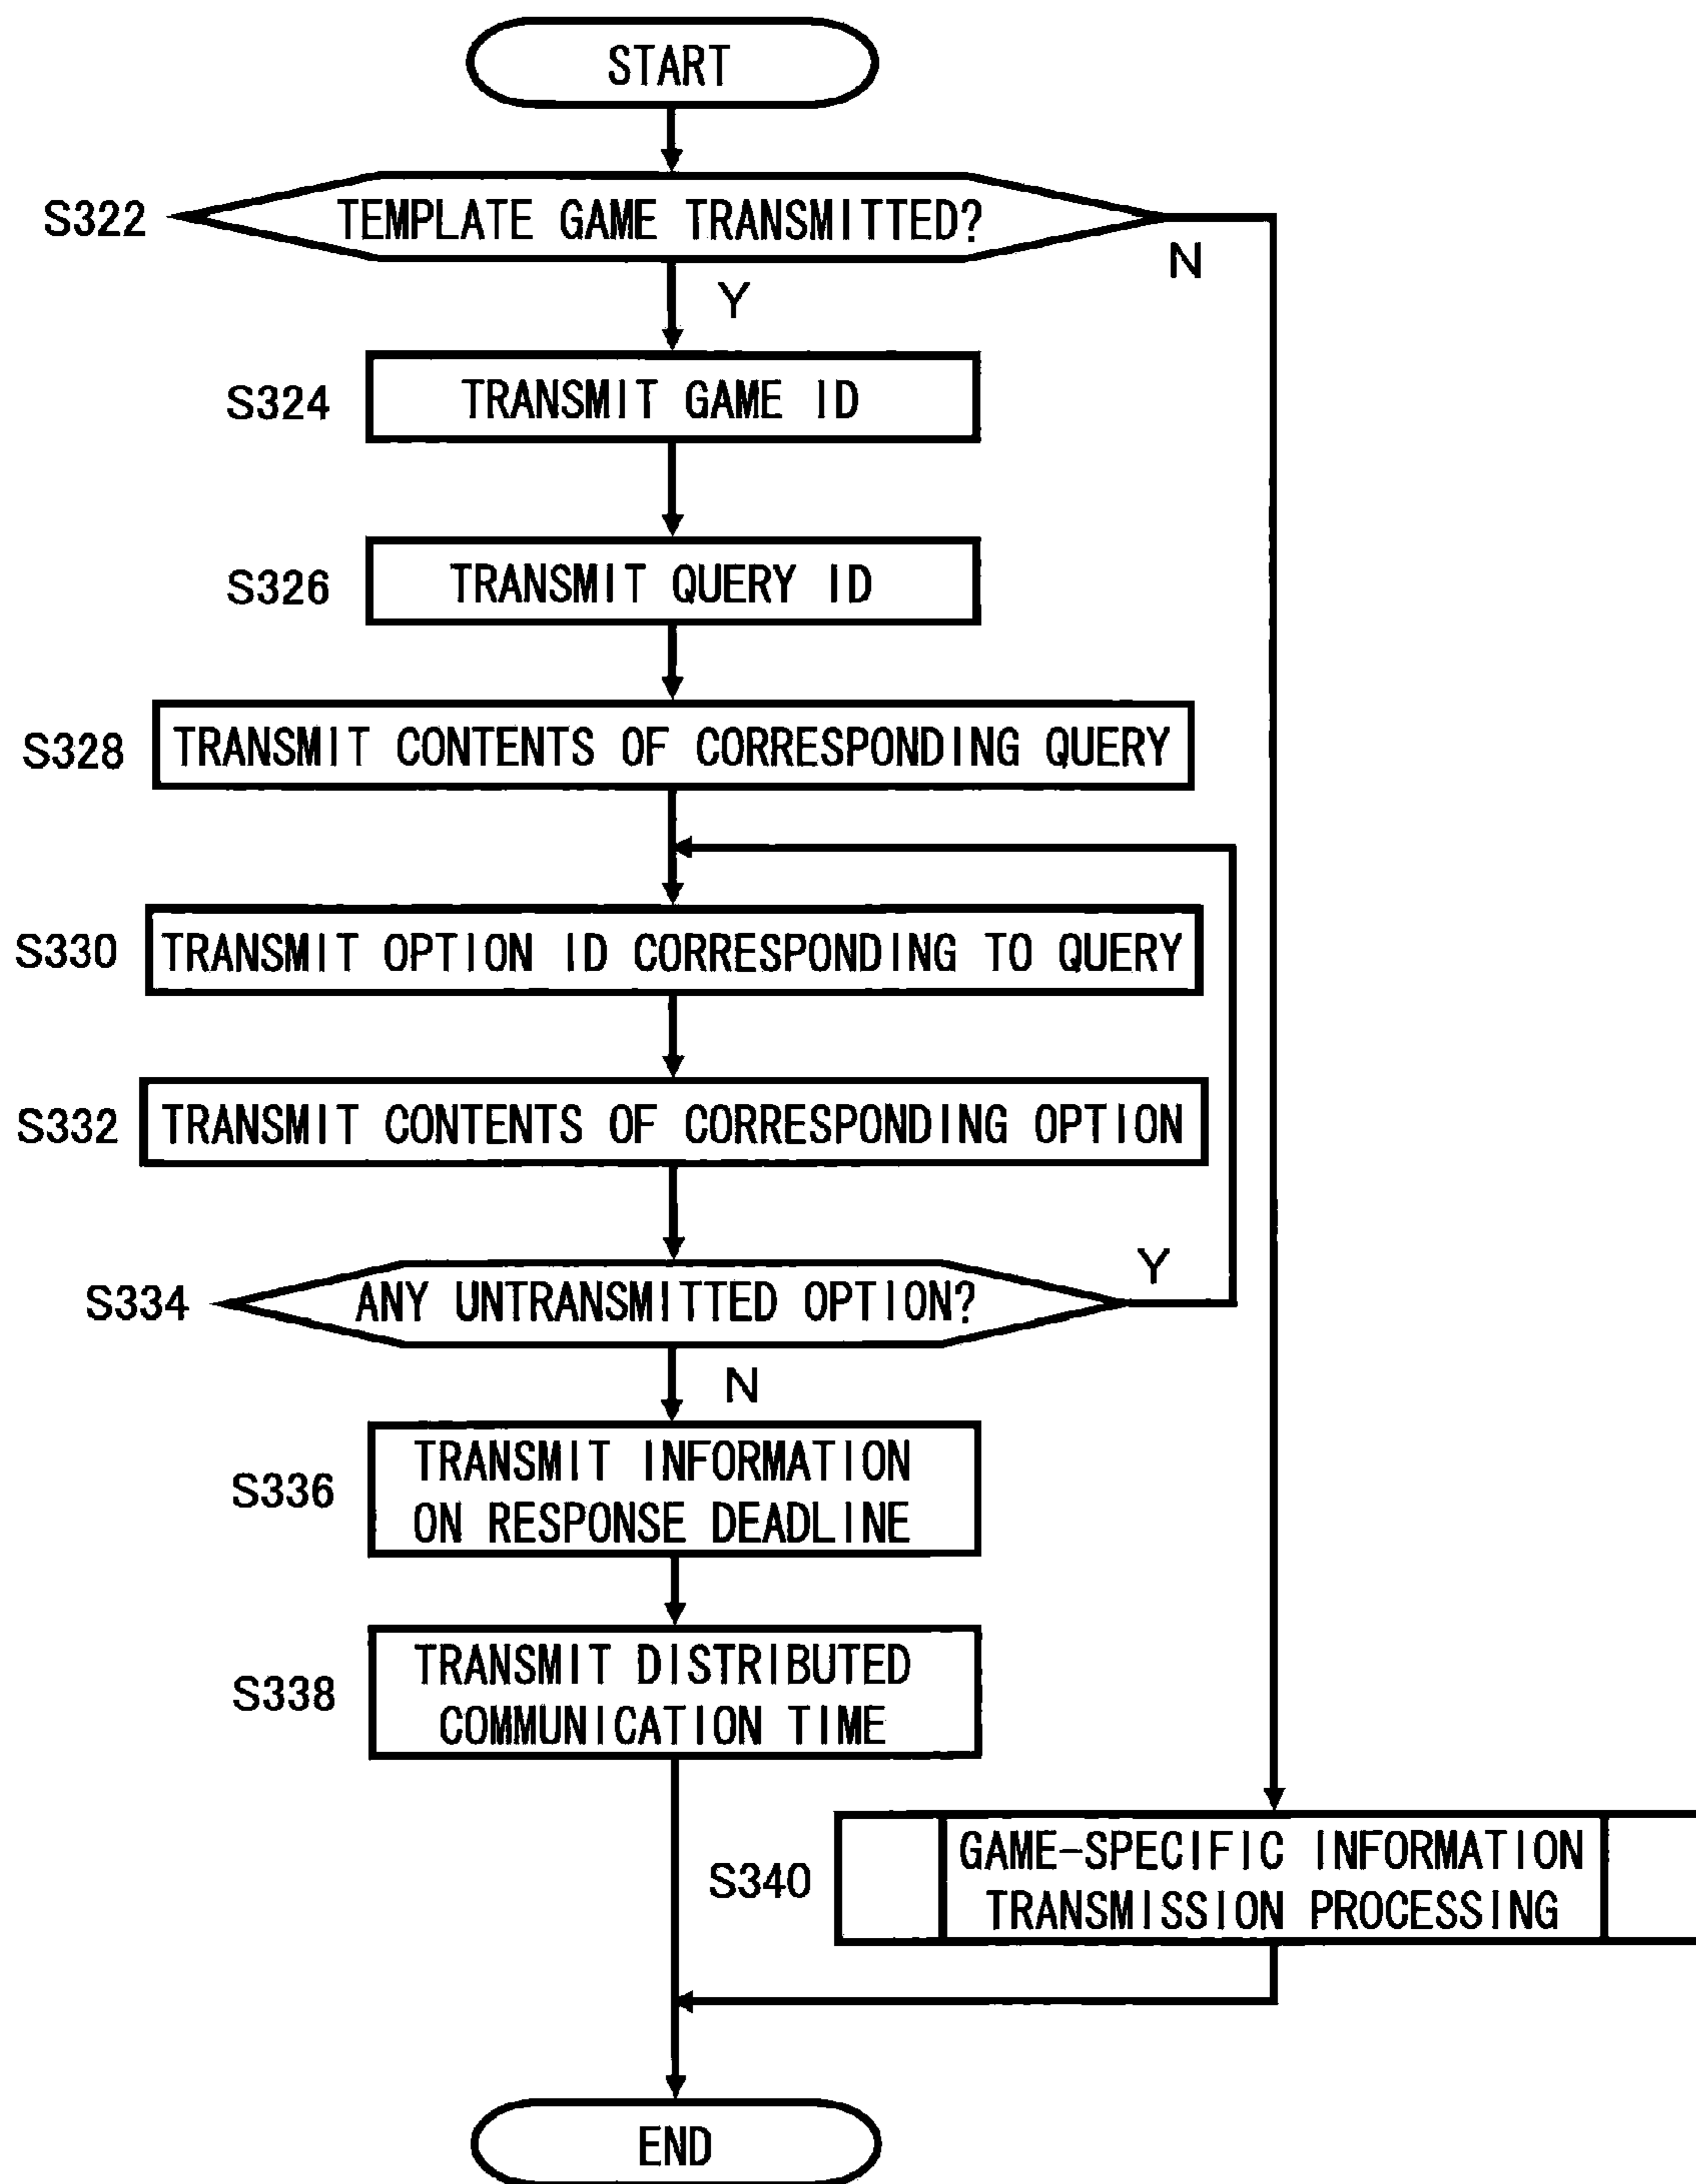 START
S322
TEMPLATE GAME TRANSMITTED?
N
Y
S324
TRANSMIT GAME ID
S326
TRANSMIT QUERY ID
S328
TRANSMIT CONTENTS OF CORRESPONDING QUERY
S330
TRANSMIT OPTION ID CORRESPONDING TO QUERY
S332
TRANSMIT CONTENTS OF CORRESPONDING OPTION
S334
ANY UNTRANSMITTED OPTION?
Y
N
S336
TRANSMIT INFORMATION
ON RESPONSE DEADLINE
S338
TRANSMIT DISTRIBUTED
COMMUNICATION TIME
S340
GAME-SPECIFIC INFORMATION
TRANSMISSION PROCESSING
END